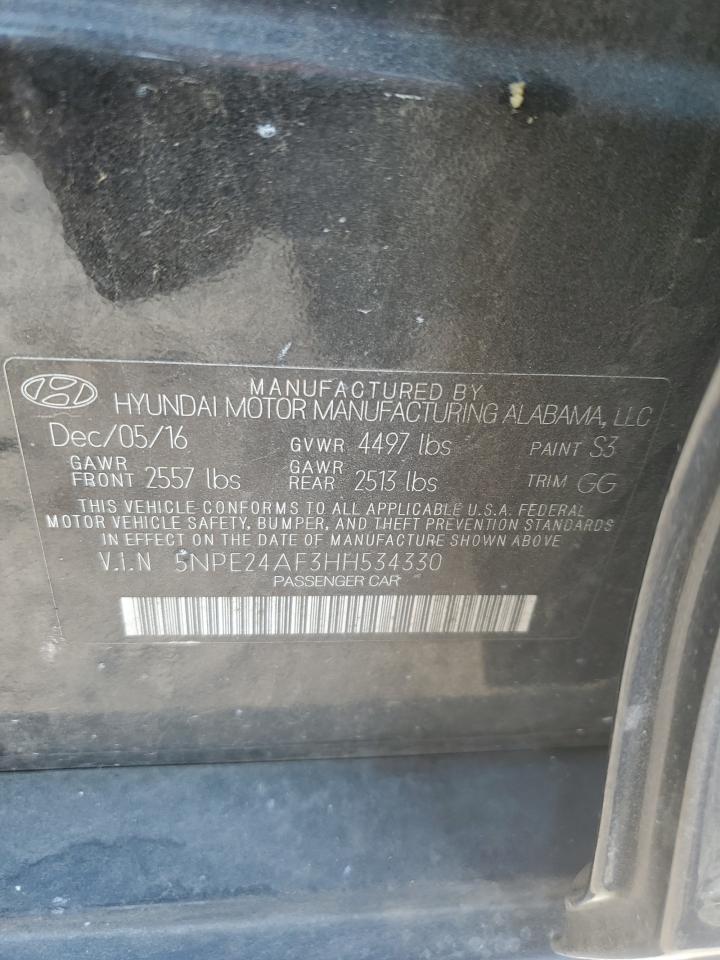 MANUFACTURED BY
HYUNDAI MOTOR MANUFACTURING ALABAMA, LLC
Dec/05/16 GVWR 4497 lbs PAINT S3
GAWR FRONT 2557 lbs GAWR REAR 2513 lbs TRIM GG
THIS VEHICLE CONFORMS TO ALL APPLICABLE U.S.A. FEDERAL
MOTOR VEHICLE SAFETY, BUMPER, AND THEFT PREVENTION STANDARDS
IN EFFECT ON THE DATE OF MANUFACTURE SHOWN ABOVE
V.I.N 5NPE24AF3HH534330
PASSENGER CAR